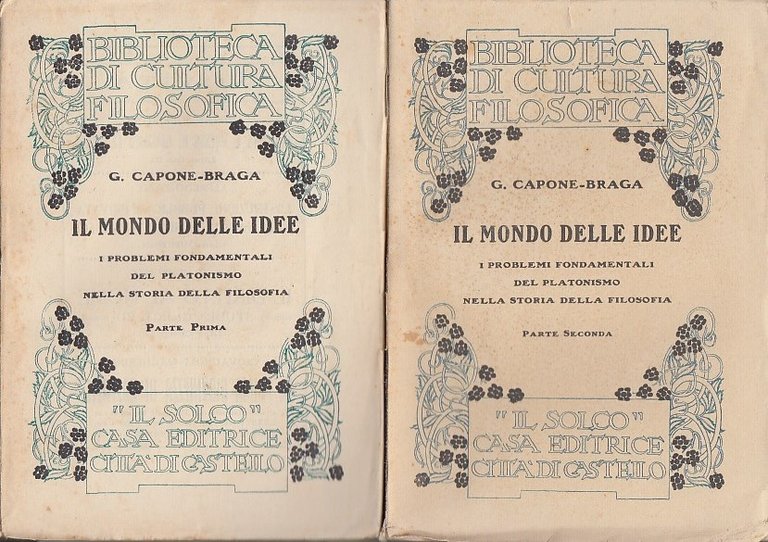 BIBLIOTECA
DI CULTURA
FILOSOFICA
G. CAPONE-BRAGA
IL MONDO DELLE IDEE
I PROBLEMI FONDAMENTALI
DEL PLATONISMO
NELLA STORIA DELLA FILOSOFIA
PARTE PRIMA
"IL SOLCO"
CASA EDITRICE
CITTÀ DI CASTELLO
BIBLIOTECA
DI CULTURA
FILOSOFICA
G. CAPONE-BRAGA
IL MONDO DELLE IDEE
I PROBLEMI FONDAMENTALI
DEL PLATONISMO
NELLA STORIA DELLA FILOSOFIA
PARTE SECONDA
"IL SOLCO"
CASA EDITRICE
CITTÀ DI CASTELLO